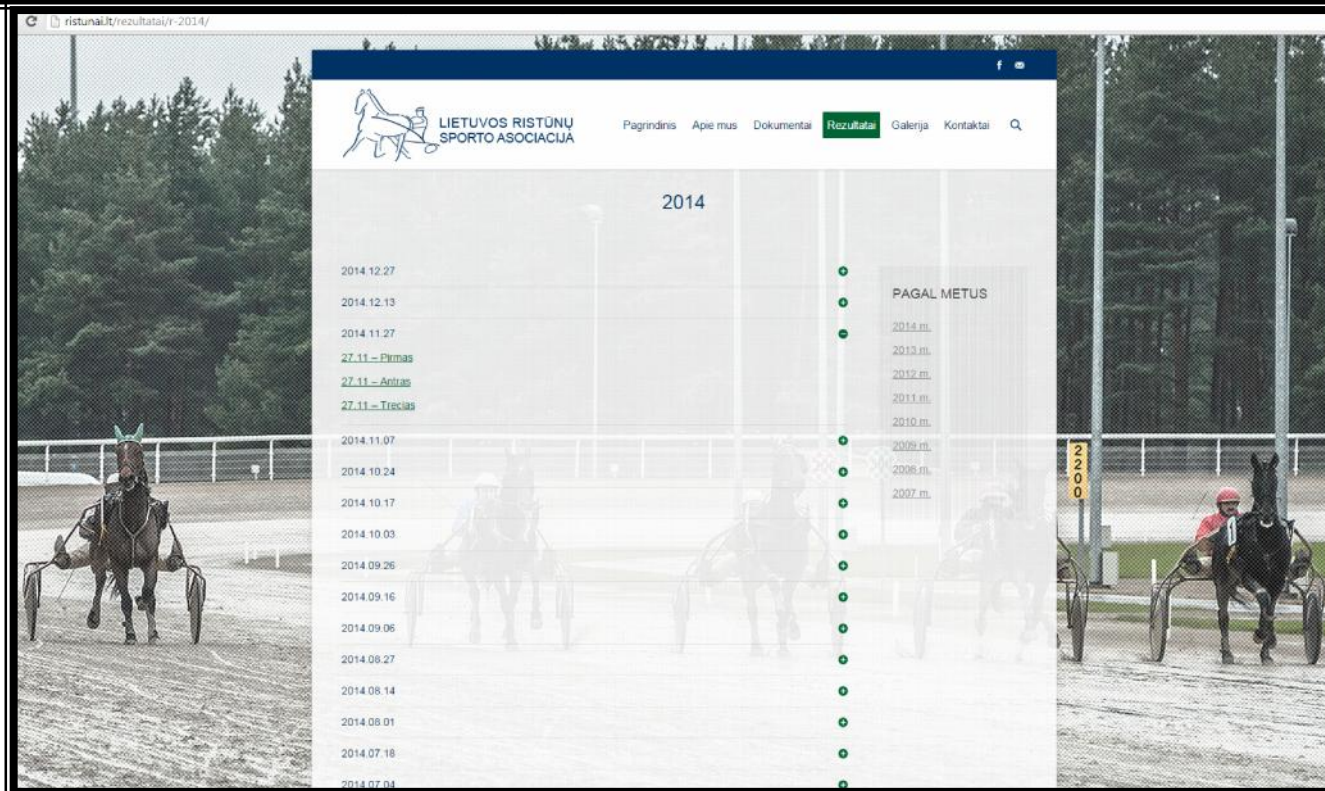 ristunai.lt/rezultatai/r-2014/
f
LIETUVOS RISTŪNŲ
SPORTO ASOCIACIJA
Pagrindinis Apie mus Dokumentai Rezultatai Galerija Kontaktai
2014
2014.12.27
2014.12.13
2014.11.27
27.11 – Pirmas
27.11 – Antras
27.11 – Trecias
2014.11.07
2014.10.24
2014.10.17
2014.10.03
2014.09.26
2014.09.16
2014.09.06
2014.08.27
2014.08.14
2014.08.01
2014.07.18
2014.07.04
PAGAL METUS
2014 m.
2013 m.
2012 m.
2011 m.
2010 m.
2009 m.
2008 m.
2007 m.
2200
1